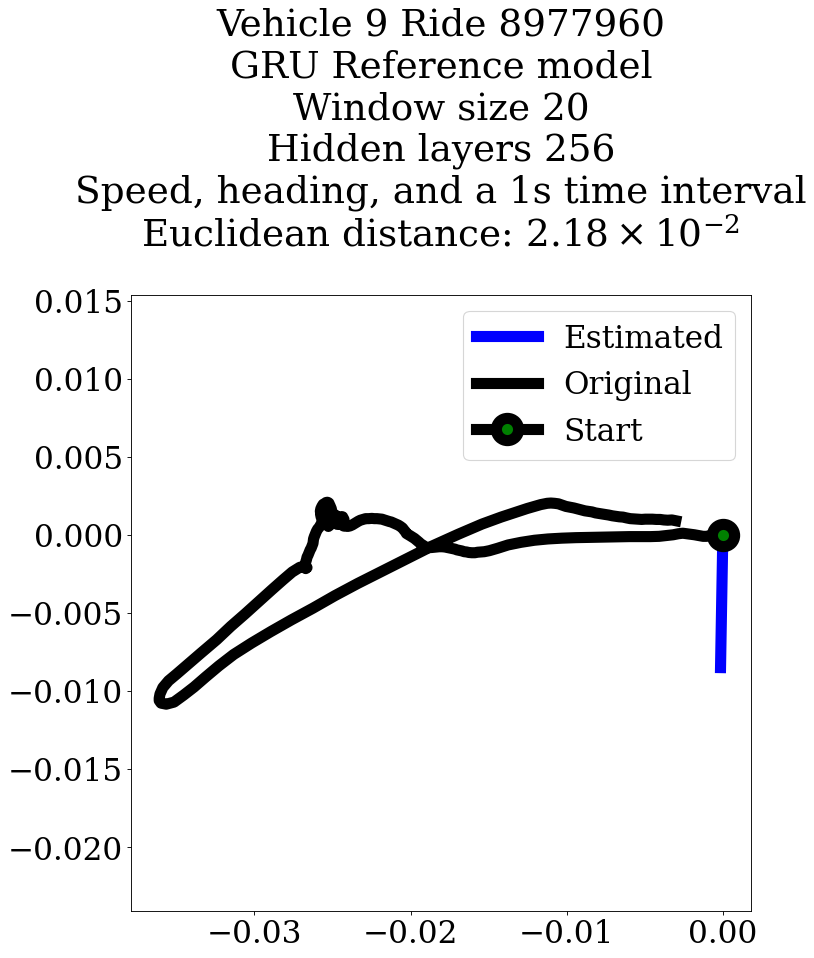 Vehicle 9 Ride 8977960
GRU Reference model
Window size 20
Hidden layers 256
Speed, heading, and a 1s time interval
Euclidean distance: 2.18 × 10⁻²
Estimated
Original
Start
0.015
0.010
0.005
0.000
−0.005
−0.010
−0.015
−0.020
−0.03 −0.02 −0.01 0.00